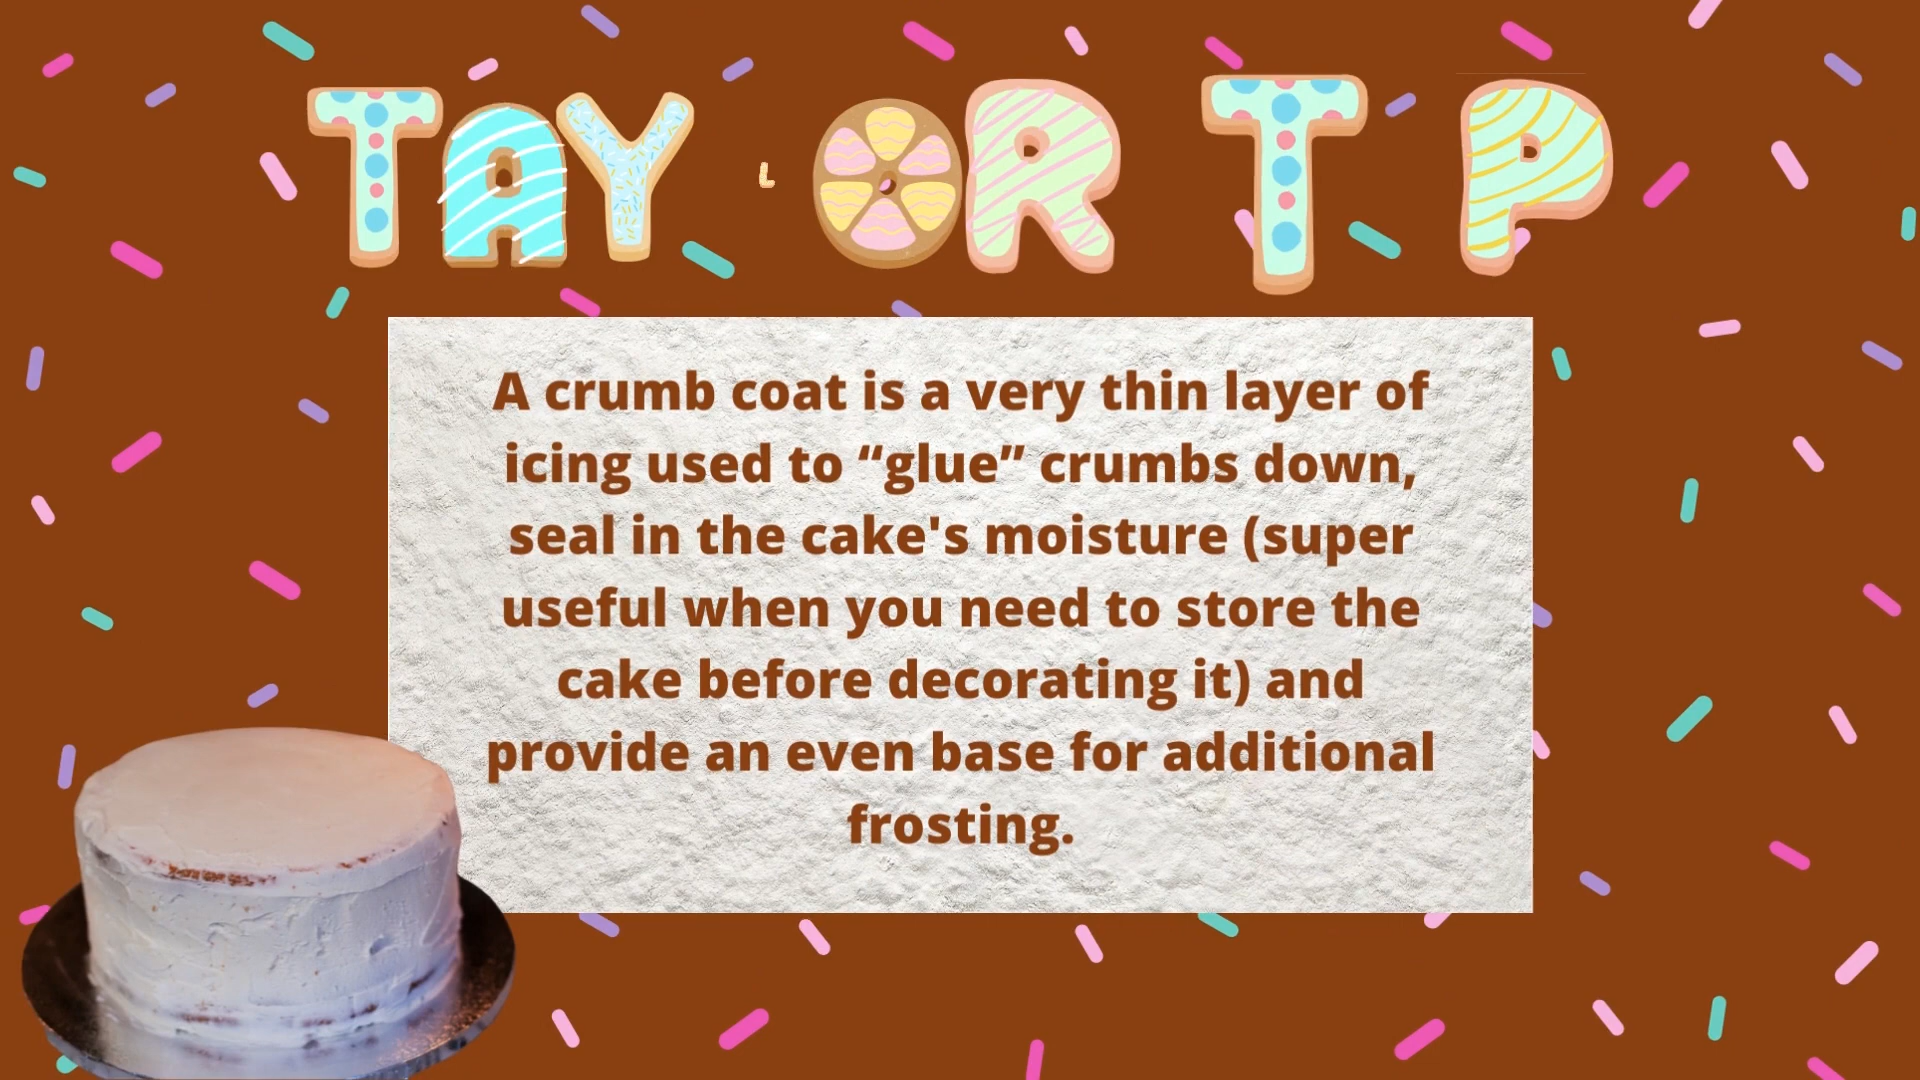 TAY LOR T P
A crumb coat is a very thin layer of
icing used to “glue” crumbs down,
seal in the cake's moisture (super
useful when you need to store the
cake before decorating it) and
provide an even base for additional
frosting.